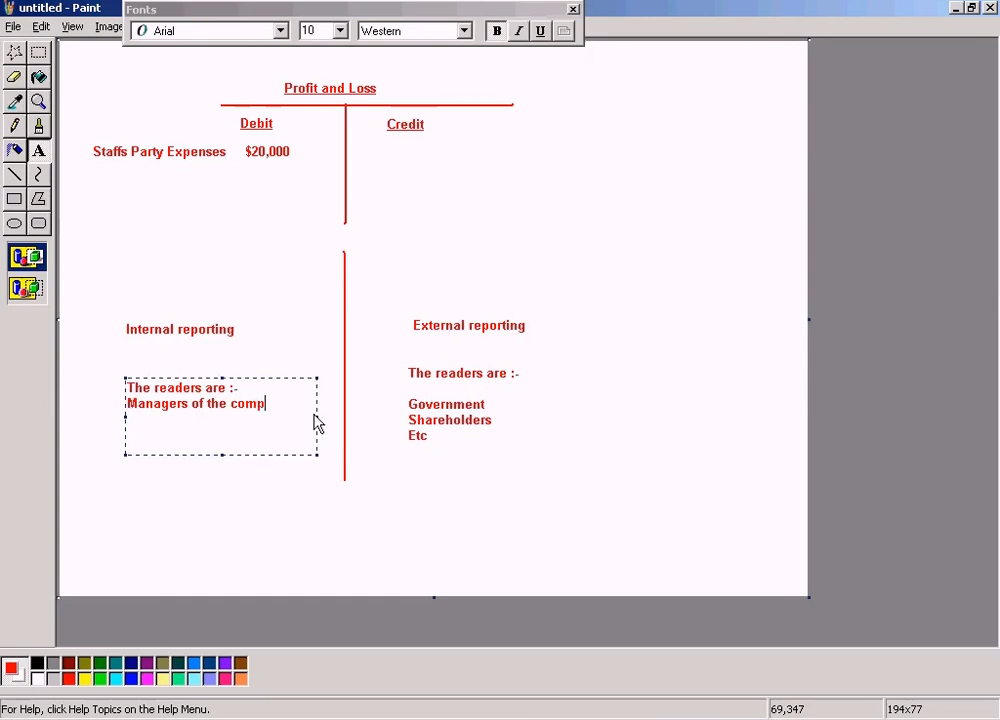 untitled - Paint
Fonts
File Edit View Image
Arial 10 Western B I U
A
Profit and Loss
Debit Credit
Staffs Party Expenses $20,000
Internal reporting
External reporting
The readers are :-
Managers of the comp
The readers are :-
Government
Shareholders
Etc
For Help, click Help Topics on the Help Menu. 69,347 194x77